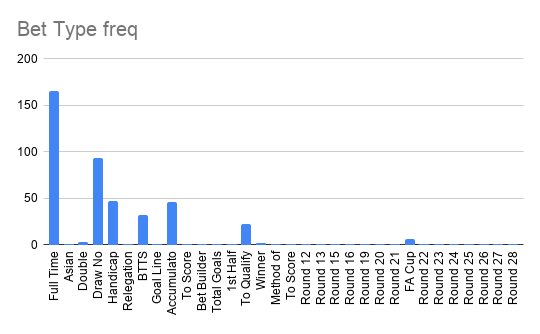 Bet Type freq
200
150
100
50
0
Full Time
Asian
Double
Draw No
Handicap
Relegation
BTTS
Goal Line
Accumulato
To Score
Bet Builder
Total Goals
1st Half
To Qualify
Winner
Method of
To Score
Round 12
Round 13
Round 15
Round 16
Round 19
Round 20
Round 21
FA Cup
Round 22
Round 23
Round 24
Round 25
Round 26
Round 27
Round 28